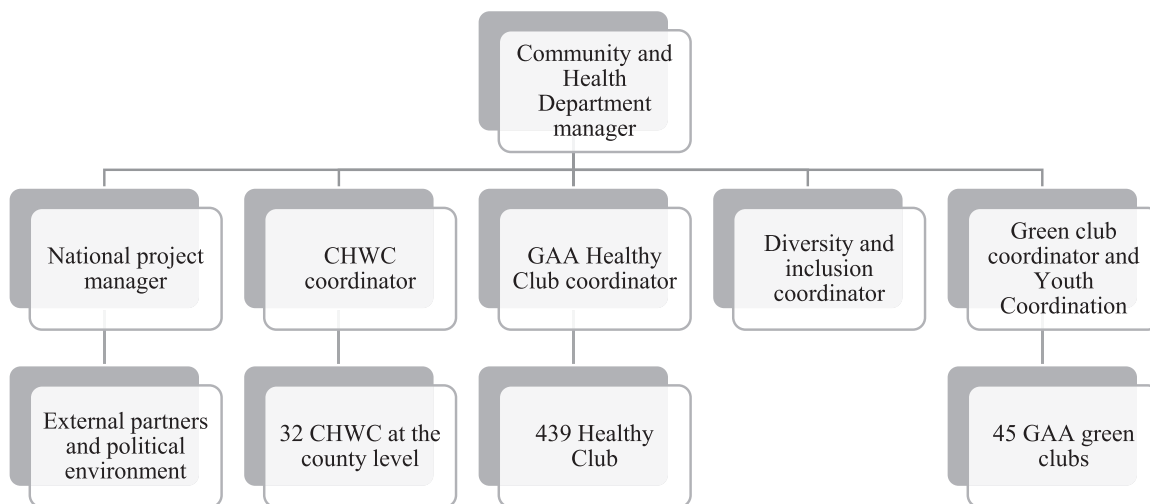 Community and
Health
Department
manager
National project
manager
CHWC
coordinator
GAA Healthy
Club coordinator
Diversity and
inclusion
coordinator
Green club
coordinator and
Youth
Coordination
External partners
and political
environment
32 CHWC at the
county level
439 Healthy
Club
45 GAA green
clubs